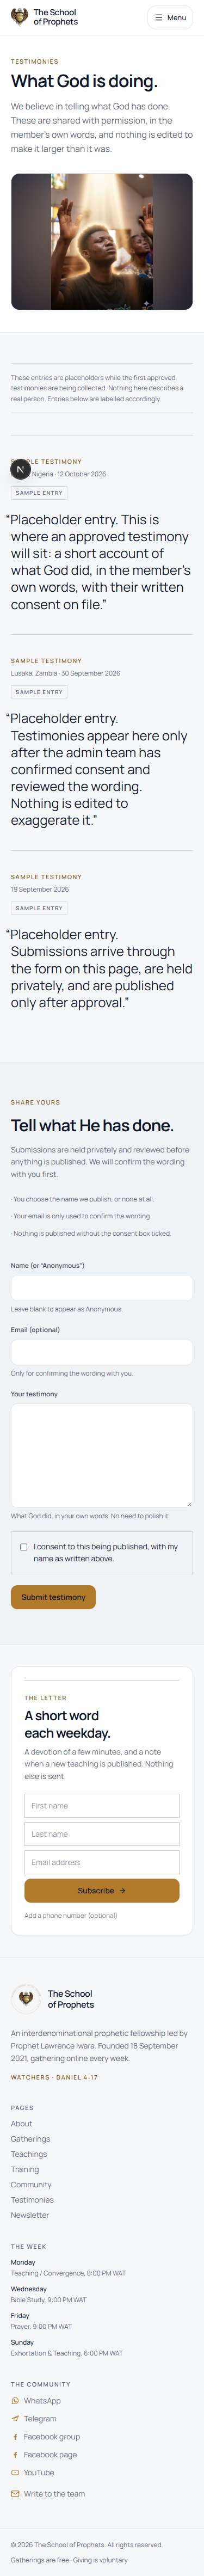 The School
of Prophets
Menu
TESTIMONIES
What God is doing.
We believe in telling what God has done.
These are shared with permission, in the
member's own words, and nothing is edited to
make it larger than it was.
These entries are placeholders while the first approved
testimonies are being collected. Nothing here describes a
real person. Entries below are labelled accordingly.
SAMPLE TESTIMONY
N
Nigeria · 12 October 2026
SAMPLE ENTRY
“Placeholder entry. This is
where an approved testimony
will sit: a short account of
what God did, in the member's
own words, with their written
consent on file.”
SAMPLE TESTIMONY
Lusaka, Zambia · 30 September 2026
SAMPLE ENTRY
“Placeholder entry.
Testimonies appear here only
after the admin team has
confirmed consent and
reviewed the wording.
Nothing is edited to
exaggerate it.”
SAMPLE TESTIMONY
19 September 2026
SAMPLE ENTRY
“Placeholder entry.
Submissions arrive through
the form on this page, are held
privately, and are published
only after approval.”
SHARE YOURS
Tell what He has done.
Submissions are held privately and reviewed before
anything is published. We will confirm the wording
with you first.
· You choose the name we publish, or none at all.
· Your email is only used to confirm the wording.
· Nothing is published without the consent box ticked.
Name (or “Anonymous”)
Leave blank to appear as Anonymous.
Email (optional)
Only for confirming the wording with you.
Your testimony
What God did, in your own words. No need to polish it.
I consent to this being published, with my
name as written above.
Submit testimony
THE LETTER
A short word
each weekday.
A devotion of a few minutes, and a note
when a new teaching is published. Nothing
else is sent.
First name
Last name
Email address
Subscribe →
Add a phone number (optional)
The School
of Prophets
An interdenominational prophetic fellowship led by
Prophet Lawrence Iwara. Founded 18 September
2021, gathering online every week.
WATCHERS · DANIEL 4:17
PAGES
About
Gatherings
Teachings
Training
Community
Testimonies
Newsletter
THE WEEK
Monday
Teaching / Convergence, 8:00 PM WAT
Wednesday
Bible Study, 9:00 PM WAT
Friday
Prayer, 9:00 PM WAT
Sunday
Exhortation & Teaching, 6:00 PM WAT
THE COMMUNITY
WhatsApp
Telegram
Facebook group
Facebook page
YouTube
Write to the team
© 2026 The School of Prophets. All rights reserved.
Gatherings are free · Giving is voluntary